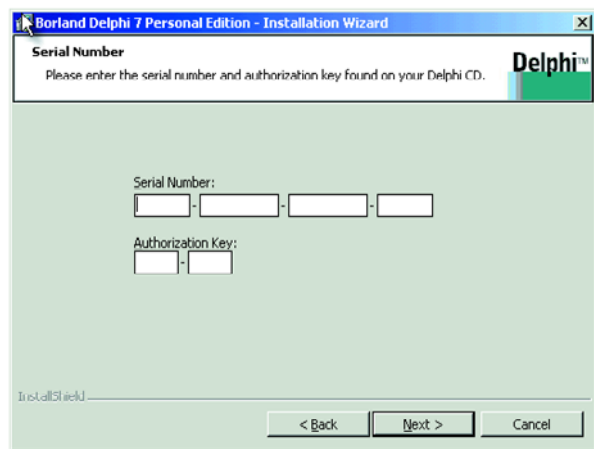 Borland Delphi 7 Personal Edition - Installation Wizard
Serial Number
Please enter the serial number and authorization key found on your Delphi CD.
Delphi™
Serial Number:
- - -
Authorization Key:
-
InstallShield
< Back Next > Cancel